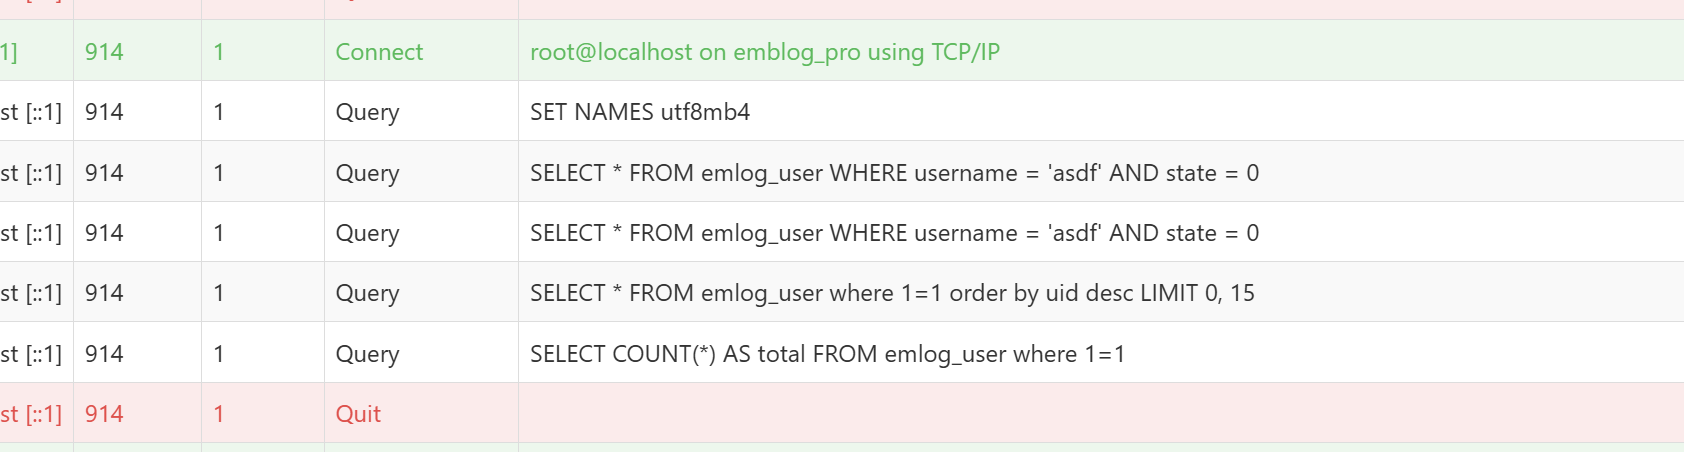 1] 914 1 Connect root@localhost on emblog_pro using TCP/IP
st [::1] 914 1 Query SET NAMES utf8mb4
st [::1] 914 1 Query SELECT * FROM emlog_user WHERE username = 'asdf' AND state = 0
st [::1] 914 1 Query SELECT * FROM emlog_user WHERE username = 'asdf' AND state = 0
st [::1] 914 1 Query SELECT * FROM emlog_user where 1=1 order by uid desc LIMIT 0, 15
st [::1] 914 1 Query SELECT COUNT(*) AS total FROM emlog_user where 1=1
st [::1] 914 1 Quit